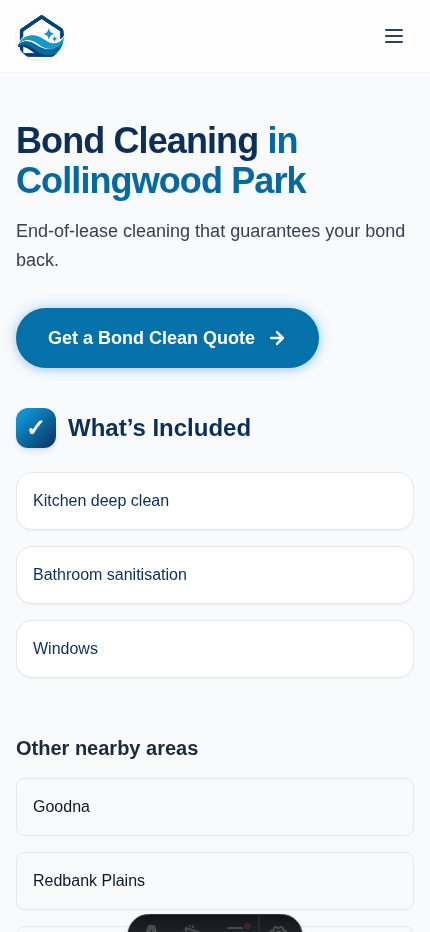 Bond Cleaning in
Collingwood Park
End-of-lease cleaning that guarantees your bond
back.
Get a Bond Clean Quote →
✓ What’s Included
Kitchen deep clean
Bathroom sanitisation
Windows
Other nearby areas
Goodna
Redbank Plains